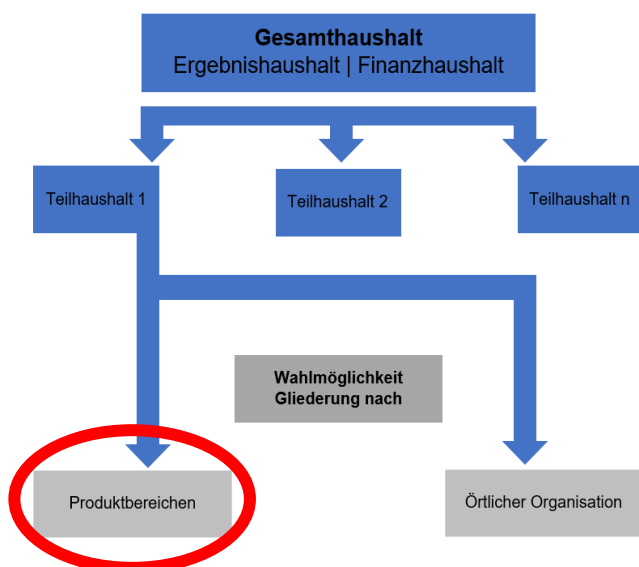 Gesamthaushalt
Ergebnishaushalt | Finanzhaushalt
Teilhaushalt 1
Teilhaushalt 2
Teilhaushalt n
Wahlmöglichkeit
Gliederung nach
Produktbereichen
Örtlicher Organisation